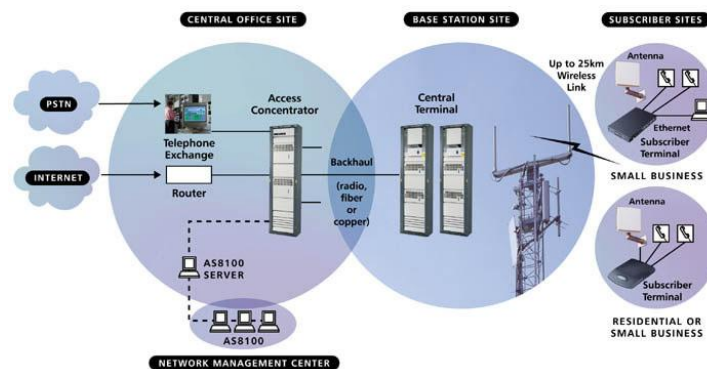 CENTRAL OFFICE SITE
BASE STATION SITE
SUBSCRIBER SITES
PSTN
INTERNET
Telephone
Exchange
Router
Access
Concentrator
Backhaul
(radio,
fiber
or
copper)
Central
Terminal
Up to 25km
Wireless
Link
Antenna
Ethernet
Subscriber
Terminal
SMALL BUSINESS
Antenna
Subscriber
Terminal
RESIDENTIAL OR
SMALL BUSINESS
AS8100
SERVER
AS8100
NETWORK MANAGEMENT CENTER